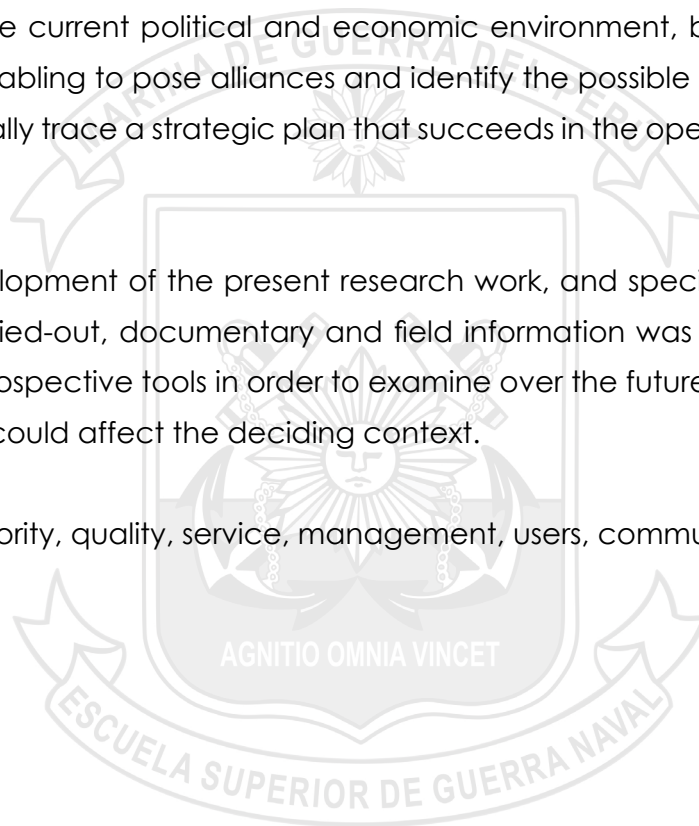 e current political and economic environment, b
abling to pose alliances and identify the possible
ally trace a strategic plan that succeeds in the ope
lopment of the present research work, and speci
ied-out, documentary and field information was
ospective tools in order to examine over the future
could affect the deciding context.
ority, quality, service, management, users, commu
MARINA DE GUERRA DEL PERU
AGNITIO OMNIA VINCET
ESCUELA SUPERIOR DE GUERRA NAVAL